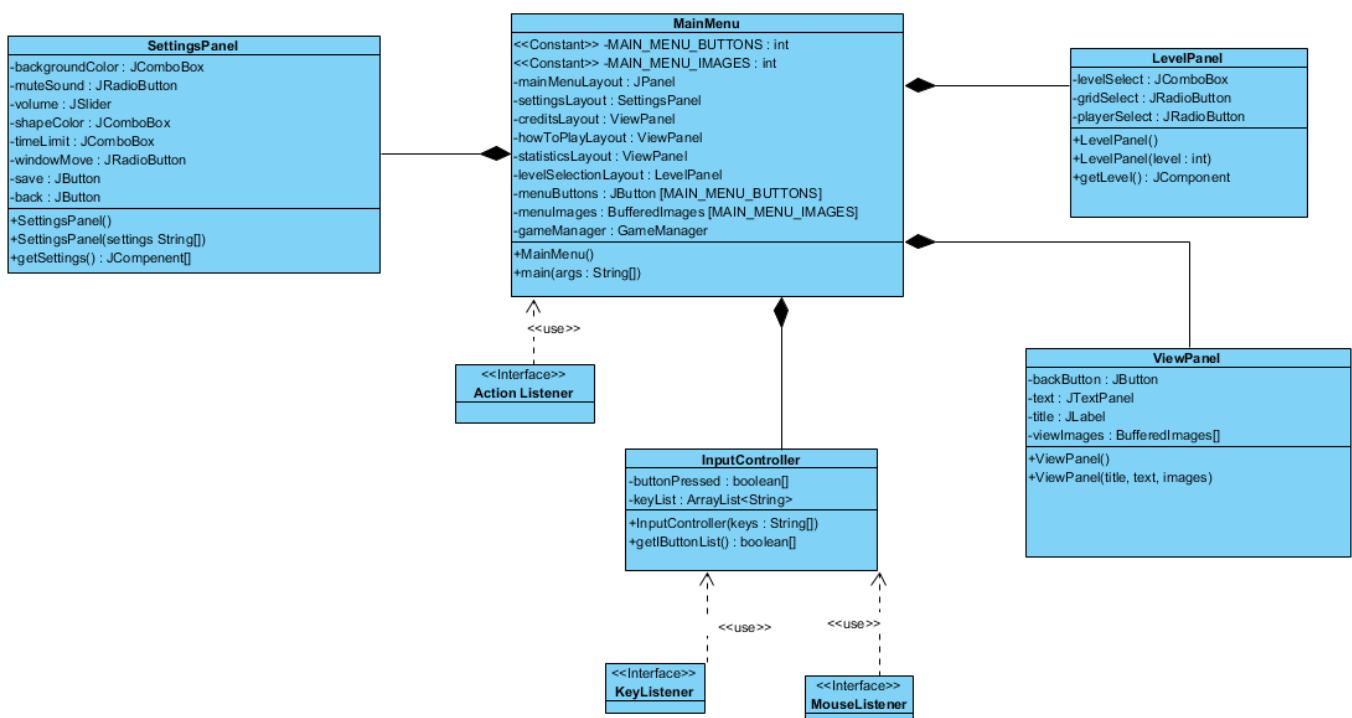 MainMenu
<<Constant>> -MAIN_MENU_BUTTONS : int
<<Constant>> -MAIN_MENU_IMAGES : int
-mainMenuLayout : JPanel
-settingsLayout : SettingsPanel
-creditsLayout : ViewPanel
-howToPlayLayout : ViewPanel
-statisticsLayout : ViewPanel
-levelSelectionLayout : LevelPanel
-menuButtons : JButton [MAIN_MENU_BUTTONS]
-menuImages : BufferedImages [MAIN_MENU_IMAGES]
-gameManager : GameManager
+MainMenu()
+main(args : String[])
SettingsPanel
-backgroundColor : JComboBox
-muteSound : JRadioButton
-volume : JSlider
-shapeColor : JComboBox
-timeLimit : JComboBox
-windowMove : JRadioButton
-save : JButton
-back : JButton
+SettingsPanel()
+SettingsPanel(settings String[])
+getSettings() : JCompenent[]
LevelPanel
-levelSelect : JComboBox
-gridSelect : JRadioButton
-playerSelect : JRadioButton
+LevelPanel()
+LevelPanel(level : int)
+getLevel() : JComponent
<<use>>
<<Interface>>
Action Listener
ViewPanel
-backButton : JButton
-text : JTextPanel
-title : JLabel
-viewImages : BufferedImages[]
+ViewPanel()
+ViewPanel(title, text, images)
InputController
-buttonPressed : boolean[]
-keyList : ArrayList<String>
+InputController(keys : String[])
+getIButtonList() : boolean[]
<<use>>
<<use>>
<<Interface>>
KeyListener
<<Interface>>
MouseListener